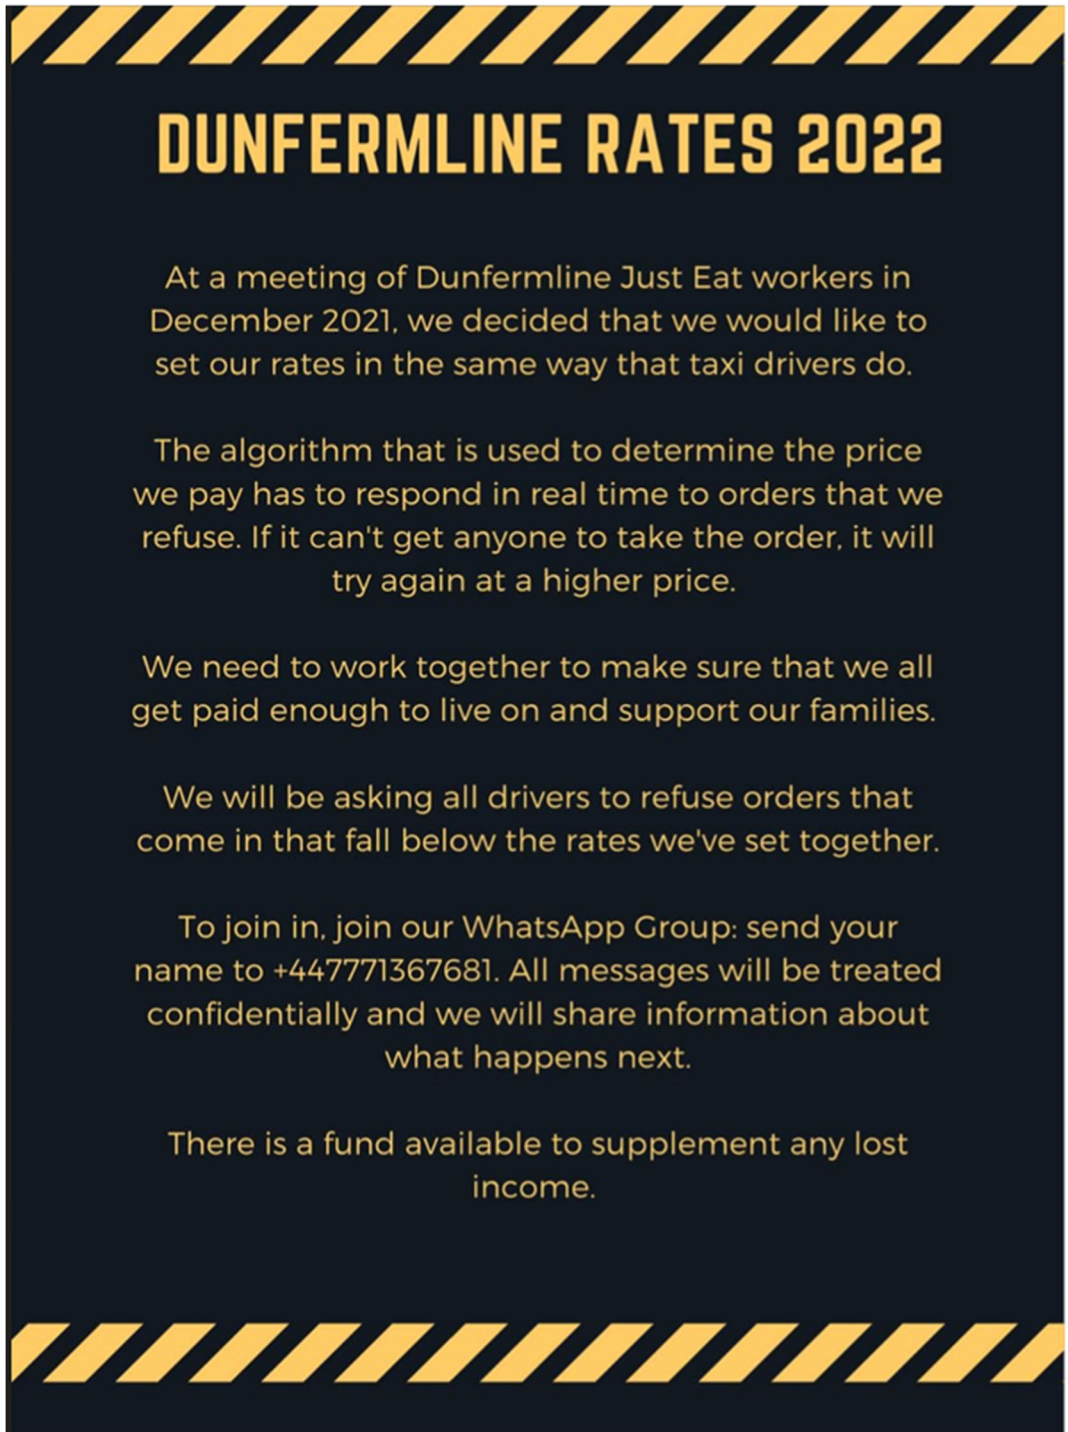 DUNFERMLINE RATES 2022
At a meeting of Dunfermline Just Eat workers in
December 2021, we decided that we would like to
set our rates in the same way that taxi drivers do.
The algorithm that is used to determine the price
we pay has to respond in real time to orders that we
refuse. If it can't get anyone to take the order, it will
try again at a higher price.
We need to work together to make sure that we all
get paid enough to live on and support our families.
We will be asking all drivers to refuse orders that
come in that fall below the rates we've set together.
To join in, join our WhatsApp Group: send your
name to +447771367681. All messages will be treated
confidentially and we will share information about
what happens next.
There is a fund available to supplement any lost
income.